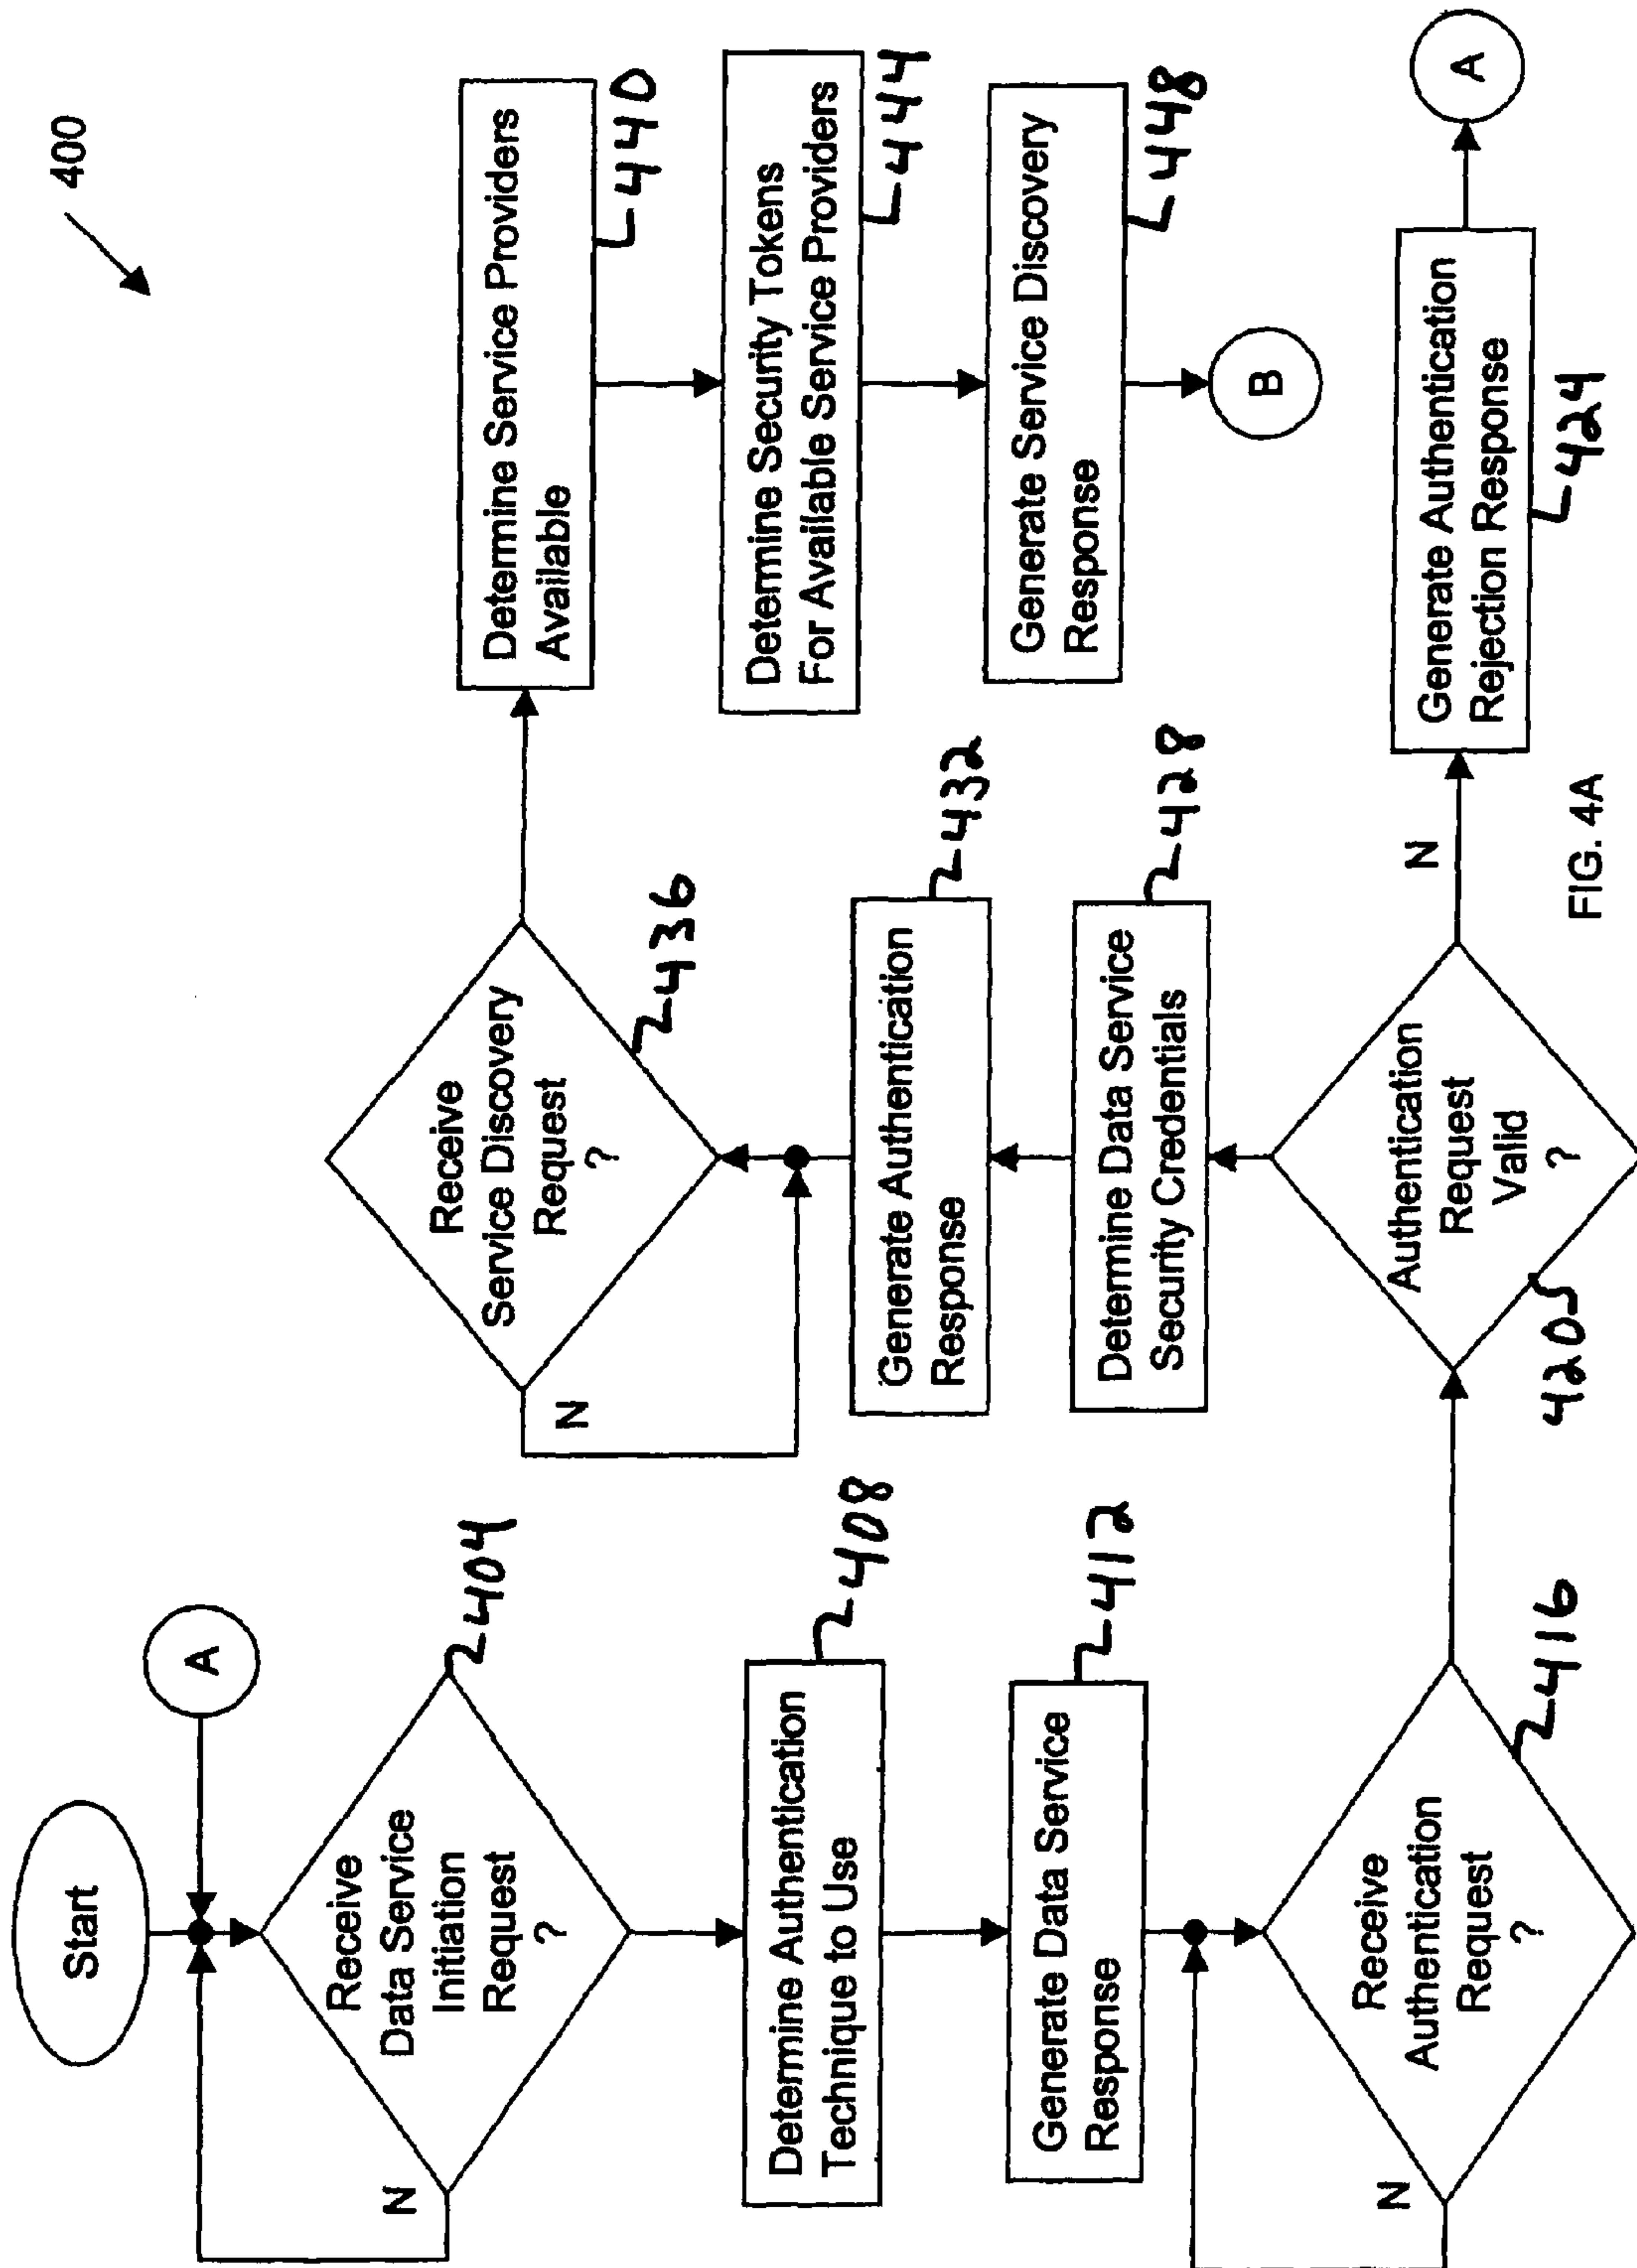 400
Start
A
Receive
Data Service
Initiation
Request
?
404
N
Determine Authentication
Technique to Use
408
Generate Data Service
Response
412
Receive
Authentication
Request
?
416
N
Authentication
Request
Valid
?
420
N
Generate Authentication
Rejection Response
424
A
Determine Data Service
Security Credentials
428
Generate Authentication
Response
432
Receive
Service Discovery
Request
?
436
N
Determine Service Providers
Available
440
Determine Security Tokens
For Available Service Providers
444
Generate Service Discovery
Response
448
B
FIG. 4A